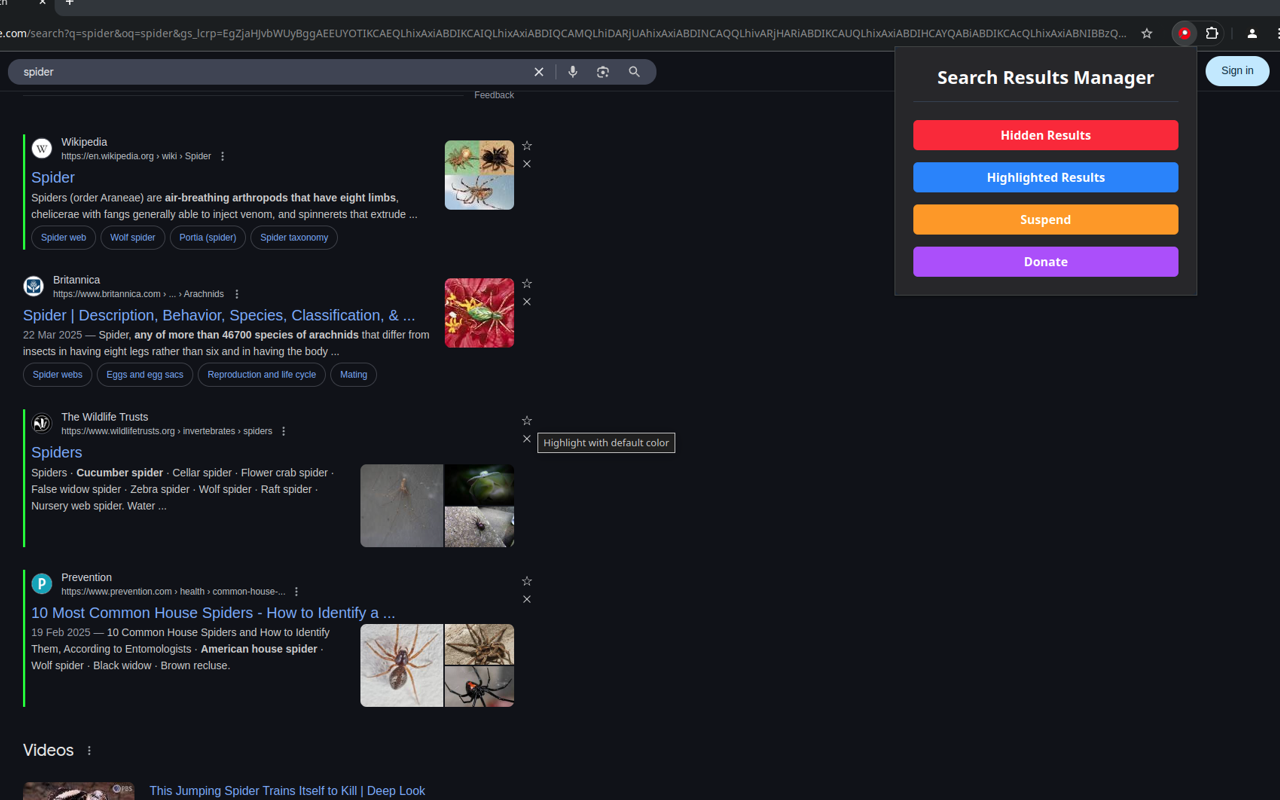 e.com/search?q=spider&oq=spider&gs_lcrp=EgZjaHJvbWUyBggAEEUYOTIKCAEQLhixAxiABDIKCAIQLhixAxiABDIQCAMQLhiDARjUAhixAxiABDINCAQQLhivARjHARiABDIKCAUQLhixAxiABDIHCAYQABiABDIKCAcQLhixAxiABNIBBzQ...
spider
Sign in
Feedback
Search Results Manager
Hidden Results
Highlighted Results
Suspend
Donate
W
Wikipedia
https://en.wikipedia.org › wiki › Spider
Spider
Spiders (order Araneae) are air-breathing arthropods that have eight limbs,
chelicerae with fangs generally able to inject venom, and spinnerets that extrude ...
Spider web
Wolf spider
Portia (spider)
Spider taxonomy
Britannica
https://www.britannica.com › ... › Arachnids
Spider | Description, Behavior, Species, Classification, & ...
22 Mar 2025 — Spider, any of more than 46700 species of arachnids that differ from
insects in having eight legs rather than six and in having the body ...
Spider webs
Eggs and egg sacs
Reproduction and life cycle
Mating
The Wildlife Trusts
https://www.wildlifetrusts.org › invertebrates › spiders
Spiders
Spiders · Cucumber spider · Cellar spider · Flower crab spider ·
False widow spider · Zebra spider · Wolf spider · Raft spider ·
Nursery web spider. Water ...
Highlight with default color
P
Prevention
https://www.prevention.com › health › common-house-...
10 Most Common House Spiders - How to Identify a ...
19 Feb 2025 — 10 Common House Spiders and How to Identify
Them, According to Entomologists · American house spider ·
Wolf spider · Black widow · Brown recluse.
Videos
PBS
This Jumping Spider Trains Itself to Kill | Deep Look